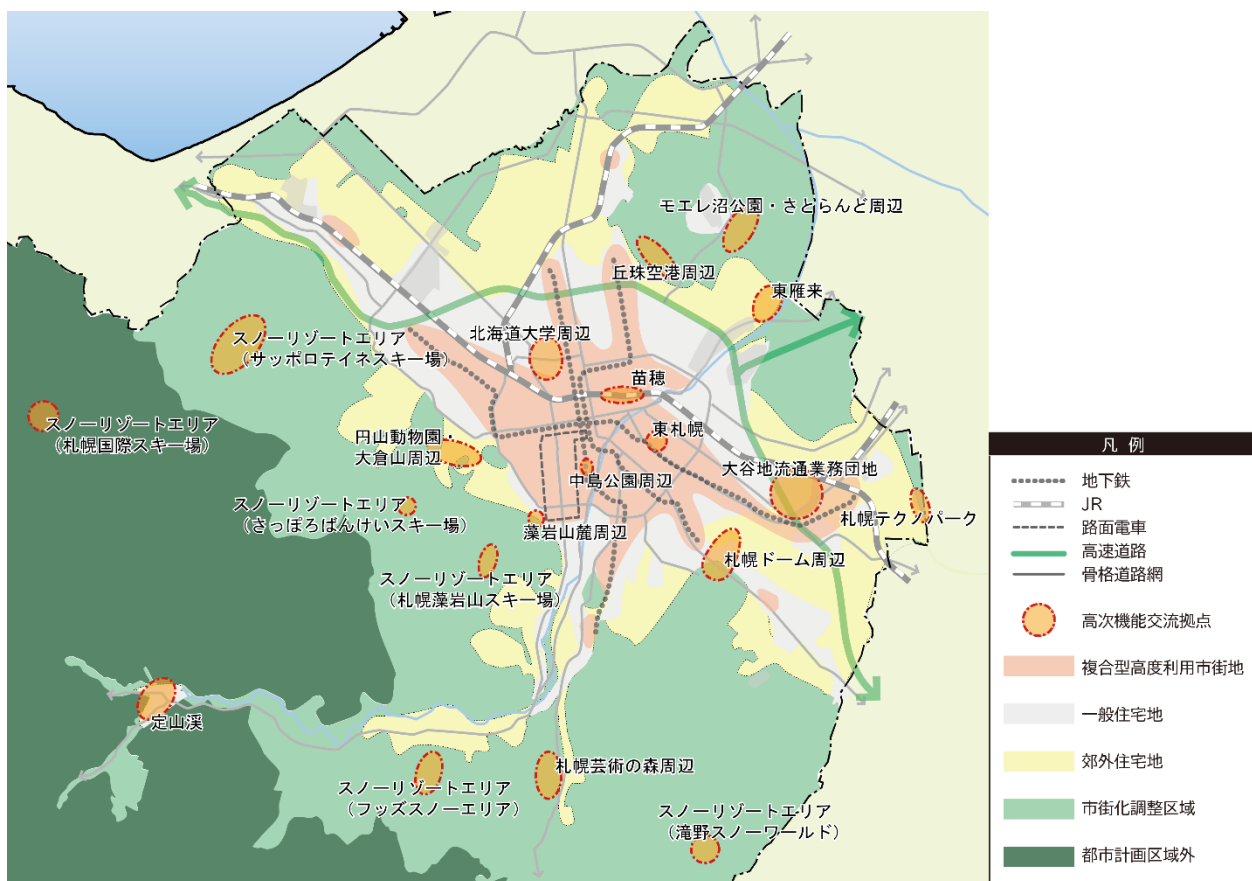 モエレ沼公園・さとらんど周辺
丘珠空港周辺
東雁来
スノーリゾートエリア
（サッポロテイネスキー場）
北海道大学周辺
苗穂
スノーリゾートエリア
（札幌国際スキー場）
円山動物園・
大倉山周辺
東札幌
中島公園周辺
大谷地流通業務団地
スノーリゾートエリア
（さっぽろばんけいスキー場）
藻岩山麓周辺
札幌テクノパーク
札幌ドーム周辺
スノーリゾートエリア
（札幌藻岩山スキー場）
定山渓
札幌芸術の森周辺
スノーリゾートエリア
（フッズスノーエリア）
スノーリゾートエリア
（滝野スノーワールド）
凡 例
地下鉄
JR
路面電車
高速道路
骨格道路網
高次機能交流拠点
複合型高度利用市街地
一般住宅地
郊外住宅地
市街化調整区域
都市計画区域外